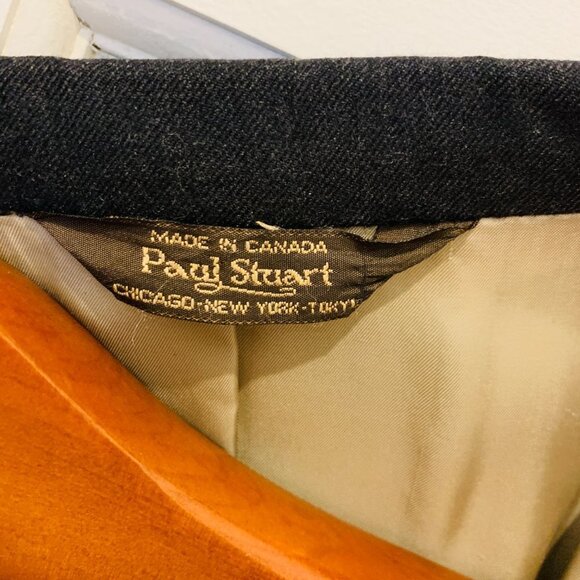 MADE IN CANADA
Paul Stuart
CHICAGO-NEW YORK-TOKYO